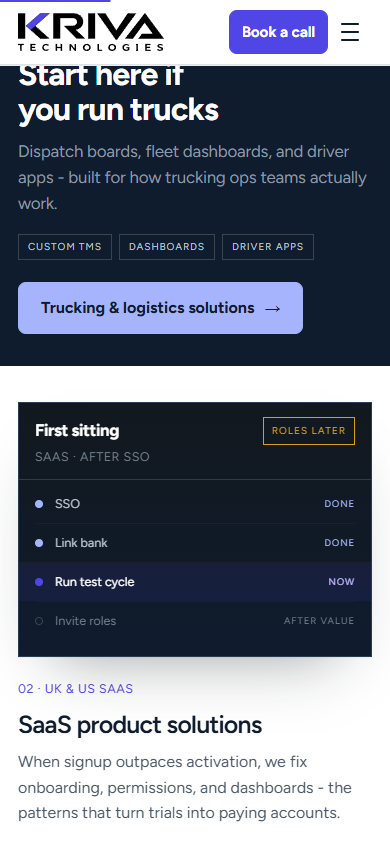 KRIVA
TECHNOLOGIES
Book a call
Start here if
you run trucks
Dispatch boards, fleet dashboards, and driver
apps - built for how trucking ops teams actually
work.
CUSTOM TMS
DASHBOARDS
DRIVER APPS
Trucking & logistics solutions →
First sitting
ROLES LATER
SAAS · AFTER SSO
SSO DONE
Link bank DONE
Run test cycle NOW
Invite roles AFTER VALUE
02 · UK & US SAAS
SaaS product solutions
When signup outpaces activation, we fix
onboarding, permissions, and dashboards - the
patterns that turn trials into paying accounts.